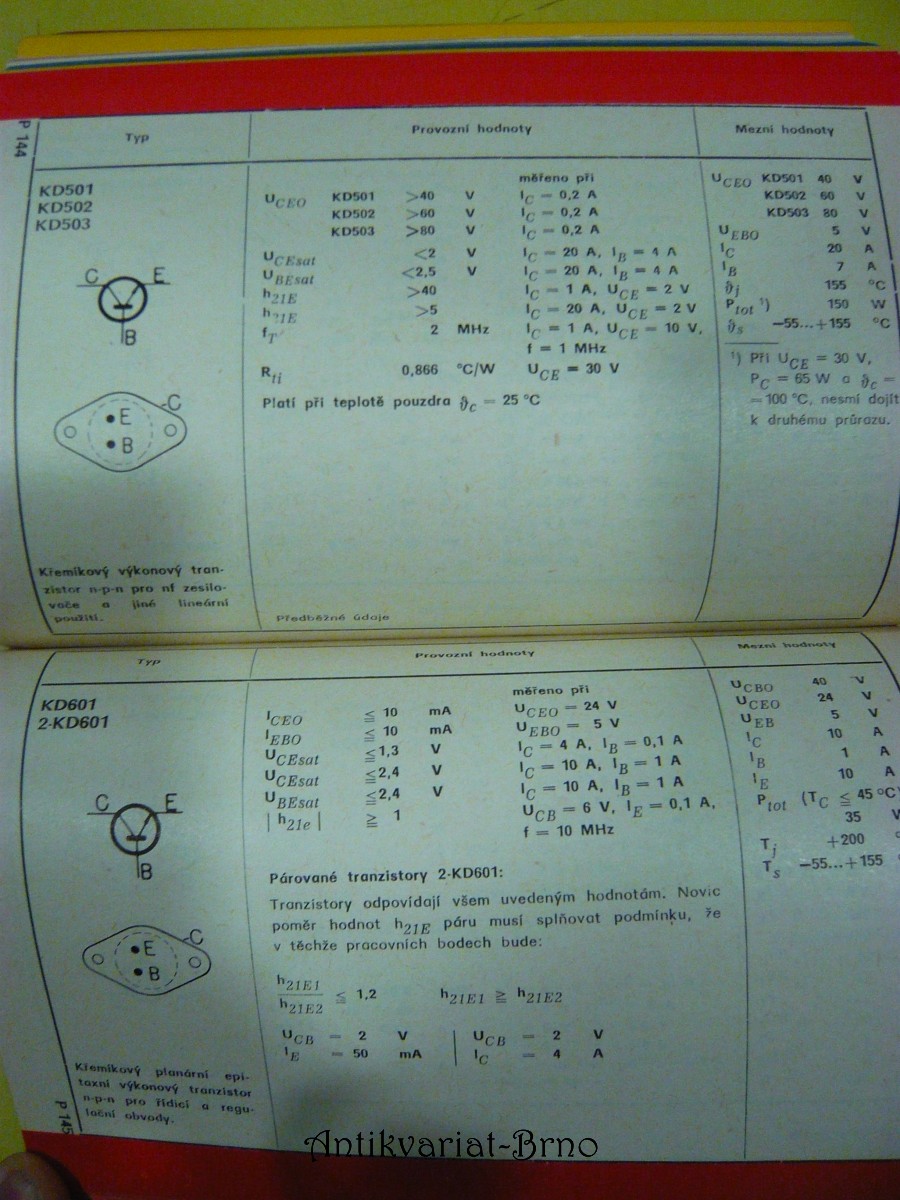 P 144
Typ
Provozní hodnoty
Mezní hodnoty
KD501
KD502
KD503
C E
B
E
B
C
Křemíkový výkonový tran-
zistor n-p-n pro nf zesilo-
vače a jiné lineární
použití.
měřeno při
UCEO KD501 >40 V IC = 0,2 A
KD502 >60 V IC = 0,2 A
KD503 >80 V IC = 0,2 A
UCEsat <2 V IC = 20 A, IB = 4 A
UBEsat <2,5 V IC = 20 A, IB = 4 A
h21E >40 IC = 1 A, UCE = 2 V
h21E >5 IC = 20 A, UCE = 2 V
fT 2 MHz IC = 1 A, UCE = 10 V,
f = 1 MHz
Rti 0,866 °C/W UCE = 30 V
Platí při teplotě pouzdra ϑc = 25 °C
Předběžné údaje
UCEO KD501 40 V
KD502 60 V
KD503 80 V
UEBO 5 V
IC 20 A
IB 7 A
ϑj 155 °C
Ptot ¹) 150 W
ϑs −55...+155 °C
¹) Při UCE = 30 V,
PC = 65 W a ϑc =
= 100 °C, nesmí dojít
k druhému průrazu.
Typ
Provozní hodnoty
Mezní hodnoty
KD601
2-KD601
C E
B
E
B
C
Křemíkový planární epi-
taxní výkonový tranzistor
n-p-n pro řídicí a regu-
lační obvody.
P 145
měřeno při
ICEO ≦ 10 mA UCEO = 24 V
IEBO ≦ 10 mA UEBO = 5 V
UCEsat ≦1,3 V IC = 4 A, IB = 0,1 A
UCEsat ≦2,4 V IC = 10 A, IB = 1 A
UBEsat ≦2,4 V IC = 10 A, IB = 1 A
| h21e | ≧ 1 UCB = 6 V, IE = 0,1 A,
f = 10 MHz
Párované tranzistory 2-KD601:
Tranzistory odpovídají všem uvedeným hodnotám. Novic
poměr hodnot h21E páru musí splňovat podmínku, že
v těchže pracovních bodech bude:
h21E1
h21E2 ≦ 1,2 h21E1 ≧ h21E2
UCB = 2 V | UCB = 2 V
IE = 50 mA | IC = 4 A
UCBO 40 V
UCEO 24 V
UEB 5 V
IC 10 A
IB 1 A
IE 10 A
Ptot (TC ≦ 45 °C)
35
Tj +200 °
Ts −55...+155 °
Antikvariat-Brno